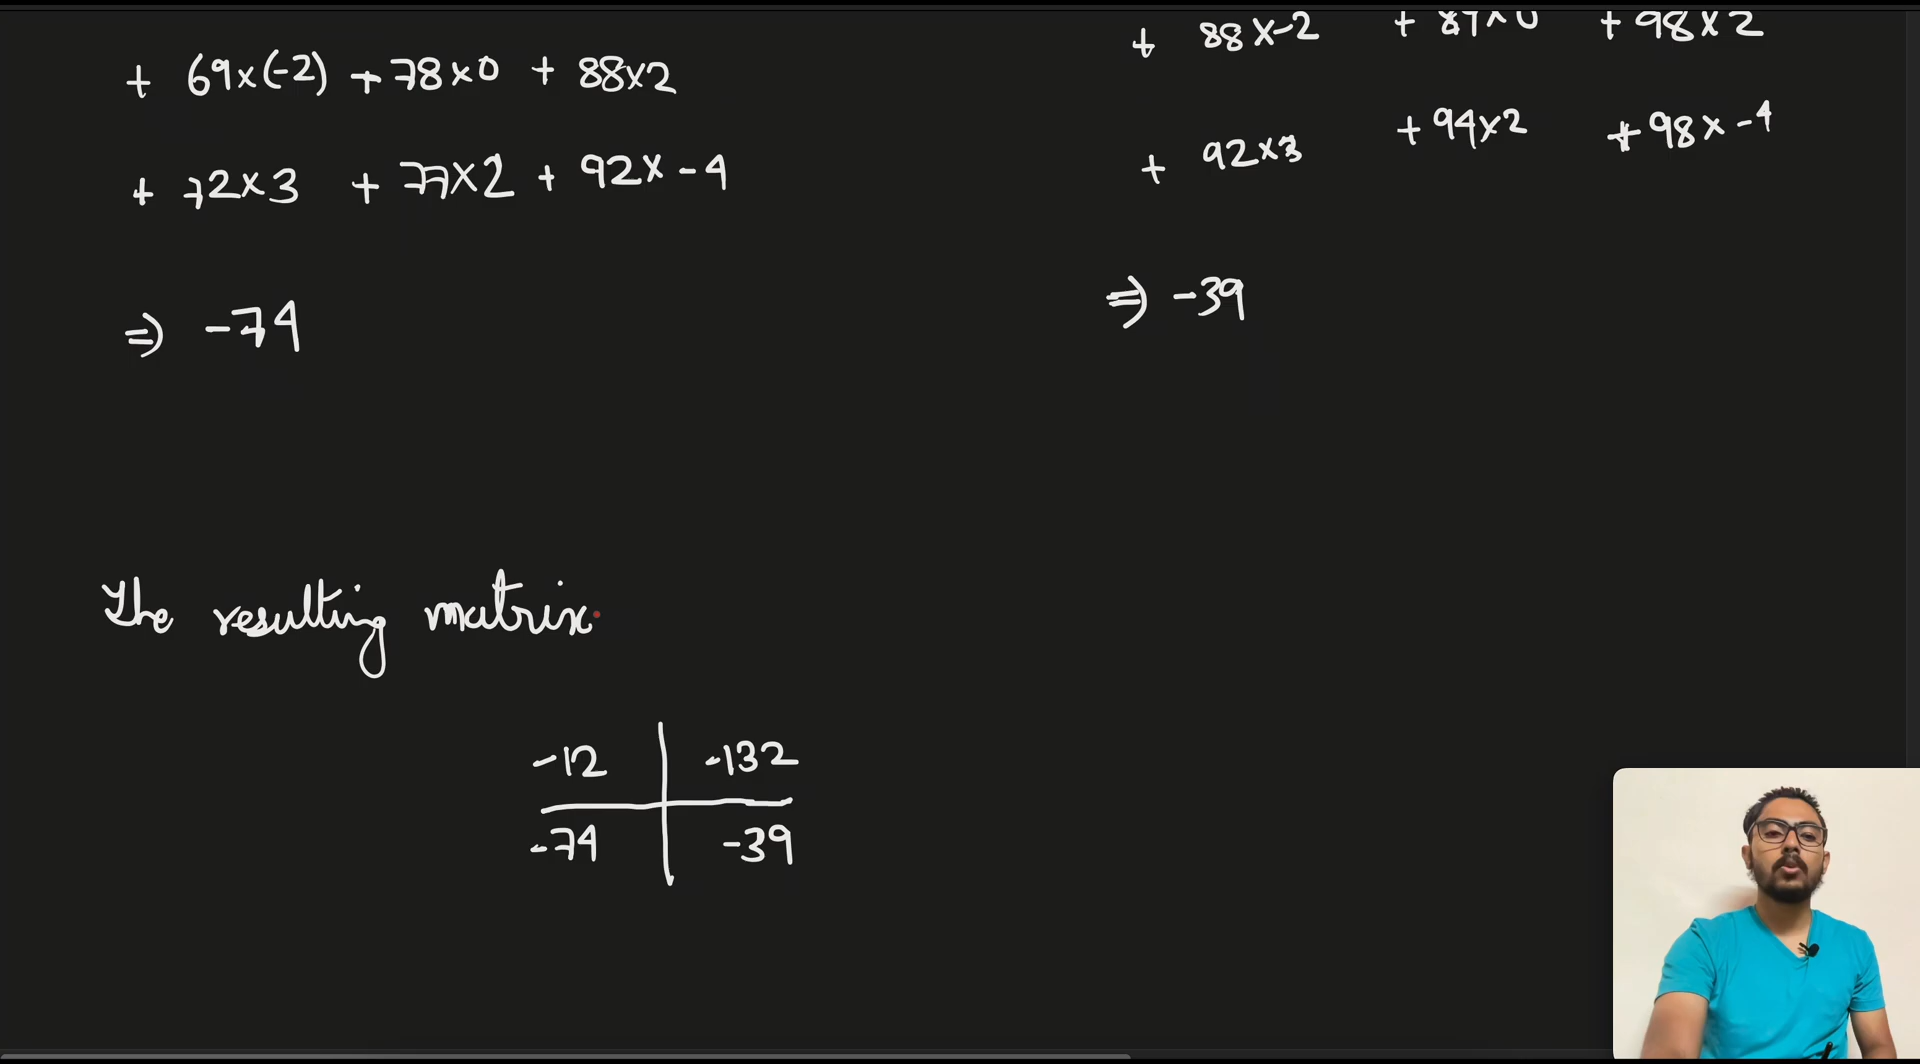 + 69x(-2) + 78x0 + 88x2
+ 72x3 + 77x2 + 92x -4
=) -74
+ 88x-2 + 87x0 + 98x2
+ 92x3 + 94x2 + 98x -4
=) -39
The resulting matrix
-12 | -132
-74 | -39